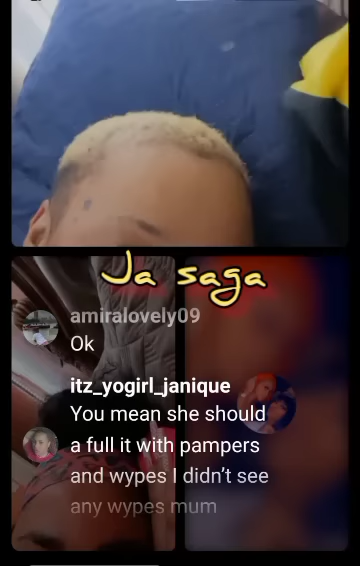 Ja saga
amiralovely09
Ok
itz_yogirl_janique
You mean she should
a full it with pampers
and wypes I didn't see
any wypes mum